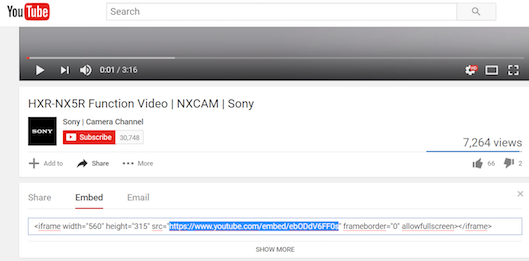 YouTube
Search
0:01 / 3:16
HXR-NX5R Function Video | NXCAM | Sony
SONY
Sony | Camera Channel
Subscribe 30,748
7,264 views
Add to Share More
66 2
Share Embed Email
<iframe width="560" height="315" src="https://www.youtube.com/embed/ebODdV6FF0s" frameborder="0" allowfullscreen></iframe>
SHOW MORE